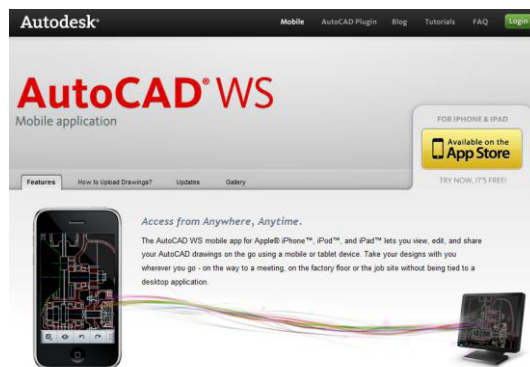 Autodesk®
Mobile AutoCAD Plugin Blog Tutorials FAQ Login
AutoCAD® WS
Mobile application
FOR IPHONE & IPAD
Available on the
App Store
TRY NOW, IT'S FREE!
Features How to Upload Drawings? Updates Gallery
Access from Anywhere, Anytime.
The AutoCAD WS mobile app for Apple® iPhone™, iPod™, and iPad™ lets you view, edit, and share
your AutoCAD drawings on the go using a mobile or tablet device. Take your designs with you
wherever you go - on the way to a meeting, on the factory floor or the job site without being tied to a
desktop application.